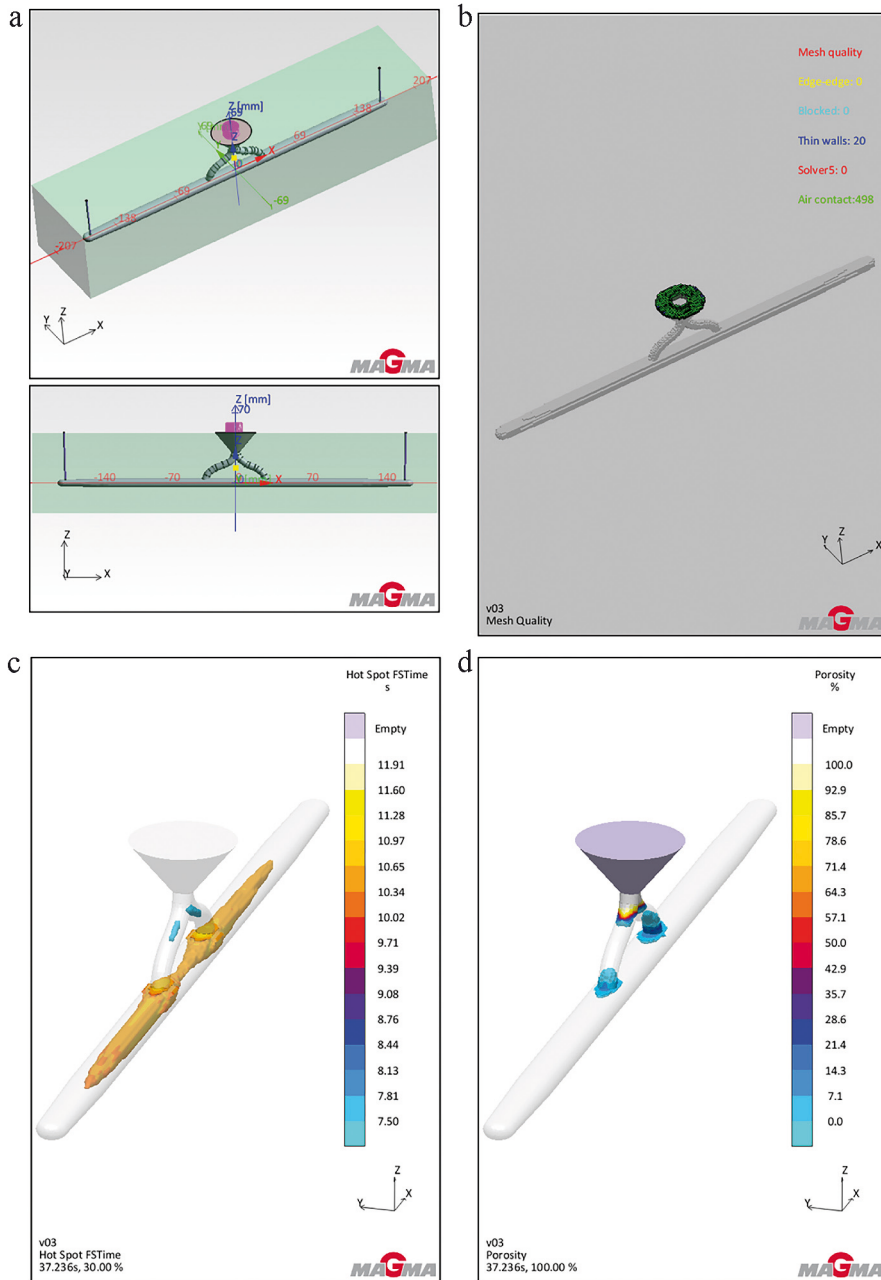 a
Z [mm]
69
207
138
69
69
X
-69
-69
-138
-207
Y
Z
X
MAGMA
Z [mm]
70
-140
-70
70
140
X
Z
Y
X
MAGMA
b
Mesh quality
Edge-edge: 0
Blocked: 0
Thin walls: 20
Solver5: 0
Air contact:498
Y
Z
X
v03
Mesh Quality
MAGMA
c
Hot Spot FSTime
s
Empty
11.91
11.60
11.28
10.97
10.65
10.34
10.02
9.71
9.39
9.08
8.76
8.44
8.13
7.81
7.50
Z
Y
X
v03
Hot Spot FSTime
37.236s, 30.00 %
MAGMA
d
Porosity
%
Empty
100.0
92.9
85.7
78.6
71.4
64.3
57.1
50.0
42.9
35.7
28.6
21.4
14.3
7.1
0.0
Z
Y
X
v03
Porosity
37.236s, 100.00 %
MAGMA